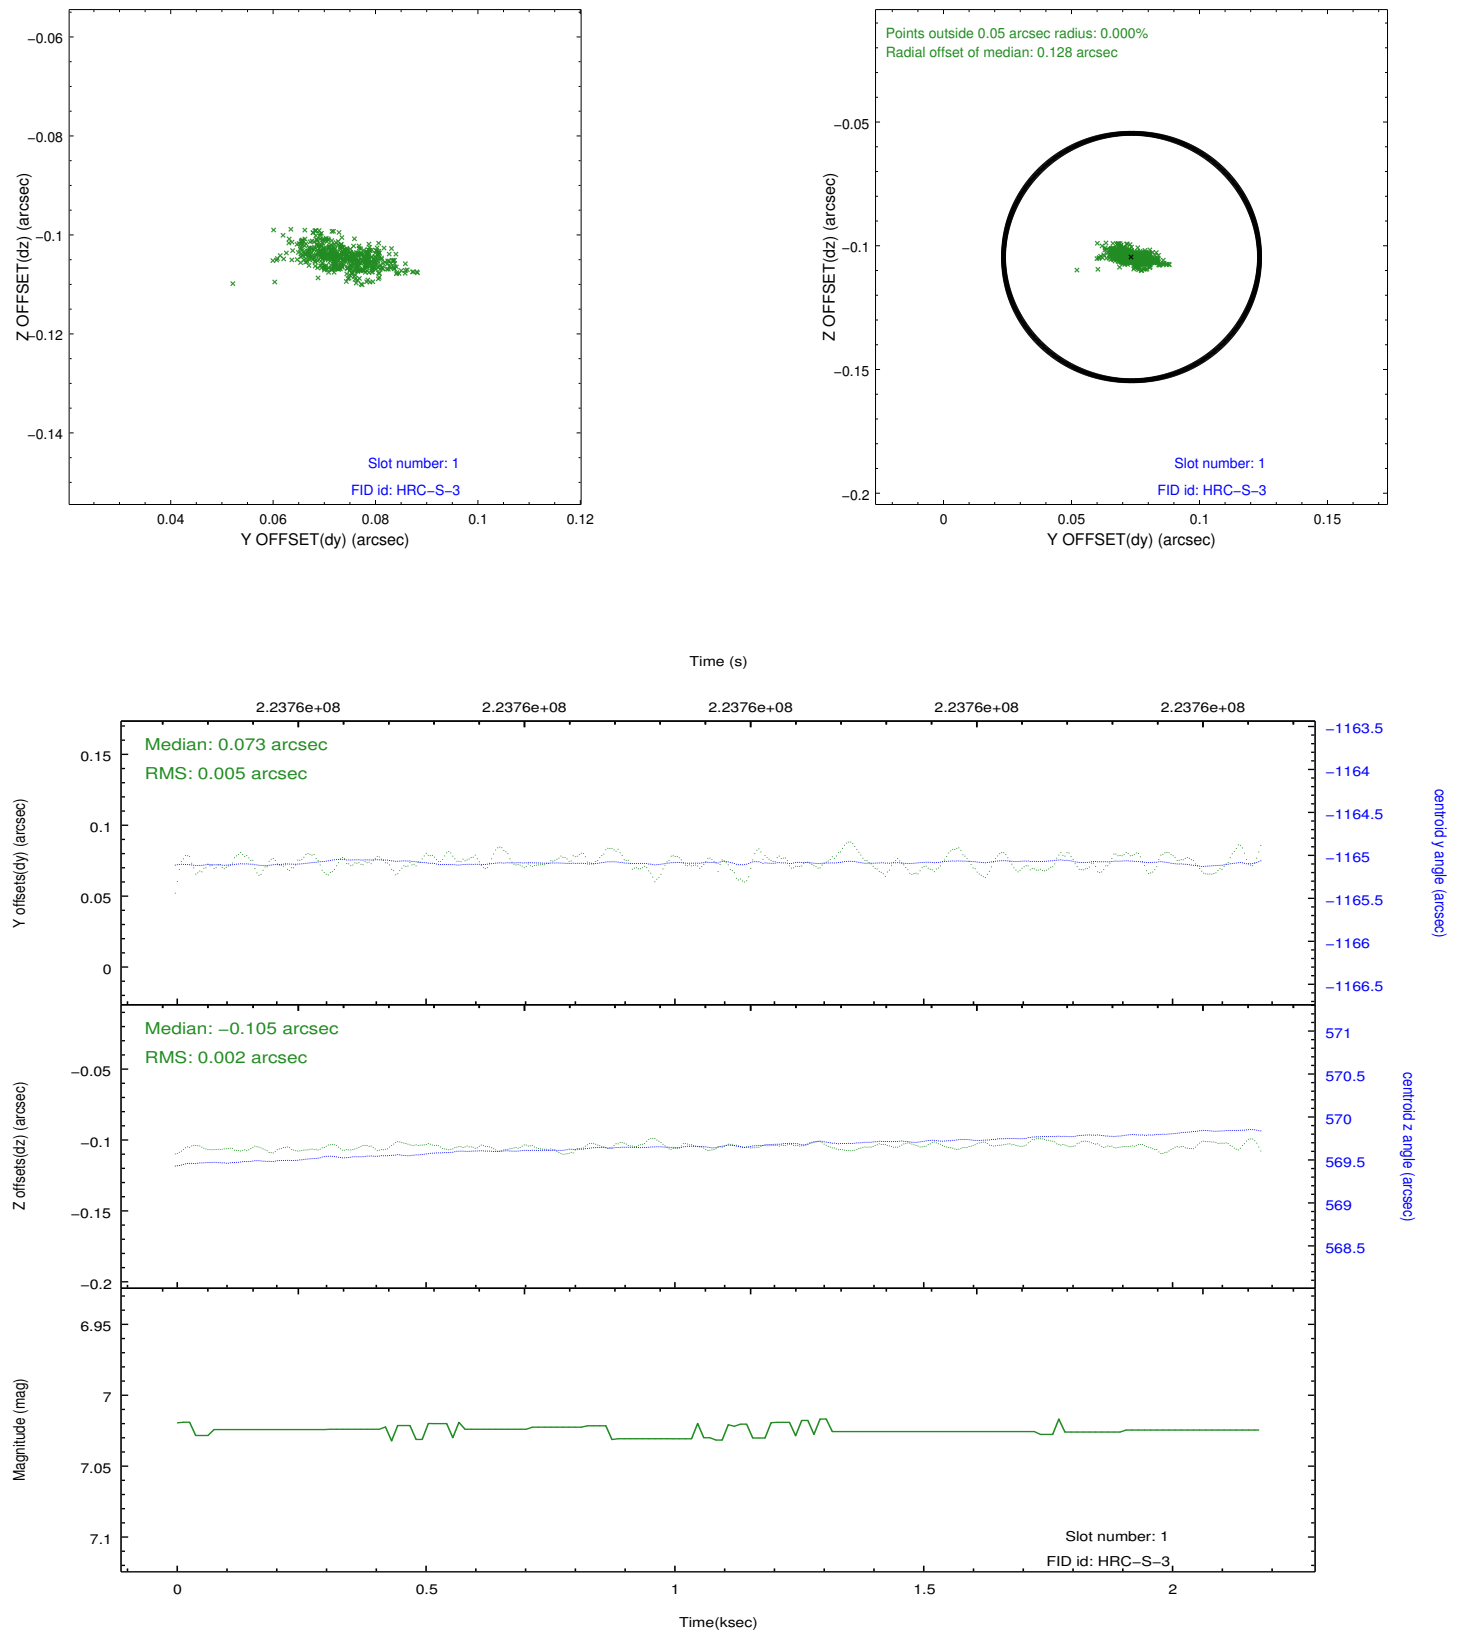 −0.06
−0.08
−0.1
−0.12
−0.14
Z OFFSET(dz) (arcsec)
0.04 0.06 0.08 0.1 0.12
Y OFFSET(dy) (arcsec)
Slot number: 1
FID id: HRC−S−3
Points outside 0.05 arcsec radius: 0.000%
Radial offset of median: 0.128 arcsec
−0.05
−0.1
−0.15
−0.2
Z OFFSET(dz) (arcsec)
0 0.05 0.1 0.15
Y OFFSET(dy) (arcsec)
Slot number: 1
FID id: HRC−S−3
Time (s)
2.2376e+08 2.2376e+08 2.2376e+08 2.2376e+08 2.2376e+08
Median: 0.073 arcsec
RMS: 0.005 arcsec
0.15
0.1
0.05
0
Y offsets(dy) (arcsec)
−1163.5
−1164
−1164.5
−1165
−1165.5
−1166
−1166.5
centroid y angle (arcsec)
Median: −0.105 arcsec
RMS: 0.002 arcsec
−0.05
−0.1
−0.15
−0.2
Z offsets(dz) (arcsec)
571
570.5
570
569.5
569
568.5
centroid z angle (arcsec)
6.95
7
7.05
7.1
Magnitude (mag)
Slot number: 1
FID id: HRC−S−3
0 0.5 1 1.5 2
Time(ksec)